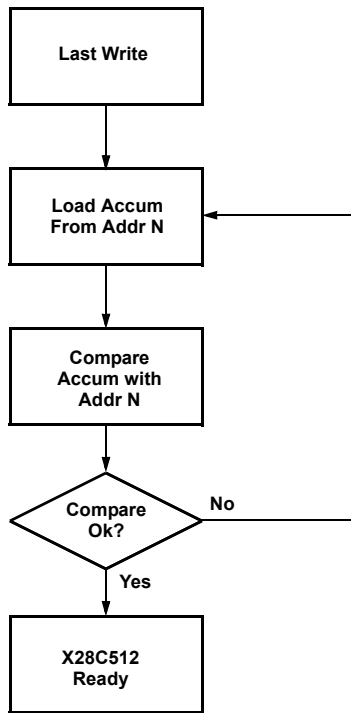 Last Write
Load Accum
From Addr N
Compare
Accum with
Addr N
Compare
Ok?
No
Yes
X28C512
Ready